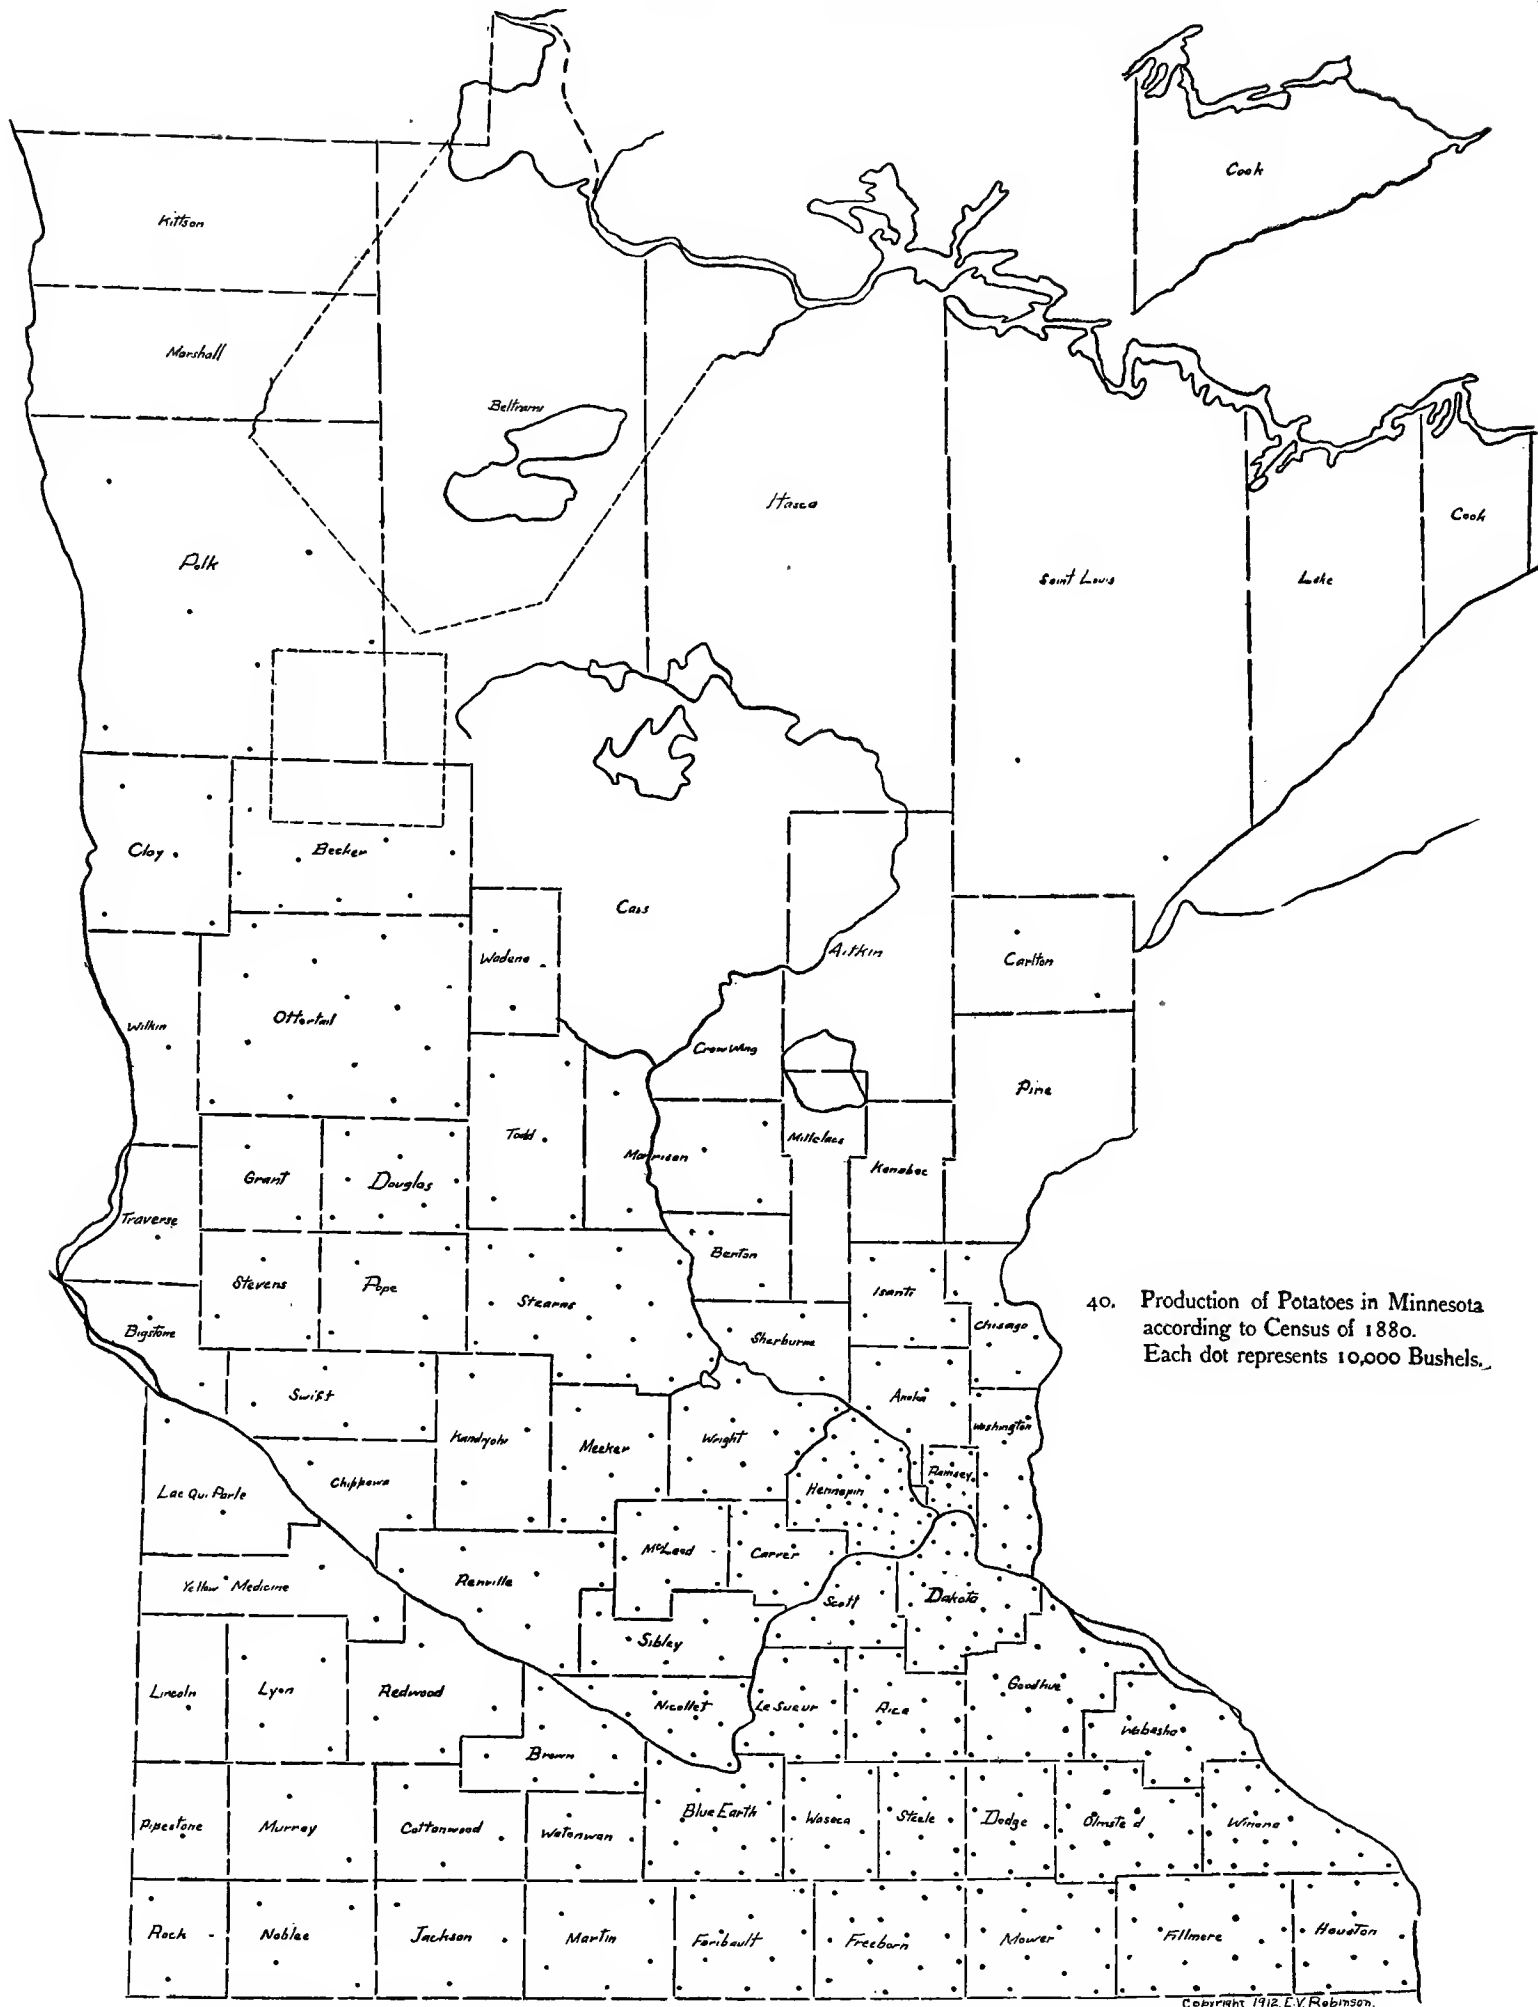 Cook
Kittson
Marshall
Beltrami
Itasca
Cook
Polk
Saint Louis
Lake
Clay
Becker
Cass
Wadena
Aitkin
Carlton
Wilkin
Ottertail
Crow Wing
Pine
Todd
Morrison
Millelacs
Kanabec
Grant
Douglas
Traverse
Benton
Stevens
Pope
Stearns
Isanti
Bigstone
Sherburne
Chisago
40. Production of Potatoes in Minnesota
according to Census of 1880.
Each dot represents 10,000 Bushels.
Swift
Anoka
Kandiyohi
Meeker
Wright
Washington
Chippewa
Ramsey
Lac Qui Parle
Hennepin
McLeod
Carver
Yellow Medicine
Renville
Scott
Dakota
Sibley
Lincoln
Lyon
Redwood
Nicollet
Le Sueur
Rice
Goodhue
Wabasha
Brown
Pipestone
Murray
Cottonwood
Watonwan
Blue Earth
Waseca
Steele
Dodge
Olmsted
Winona
Rock
Nobles
Jackson
Martin
Faribault
Freeborn
Mower
Fillmore
Houston
Copyright 1912 E.V. Robinson.